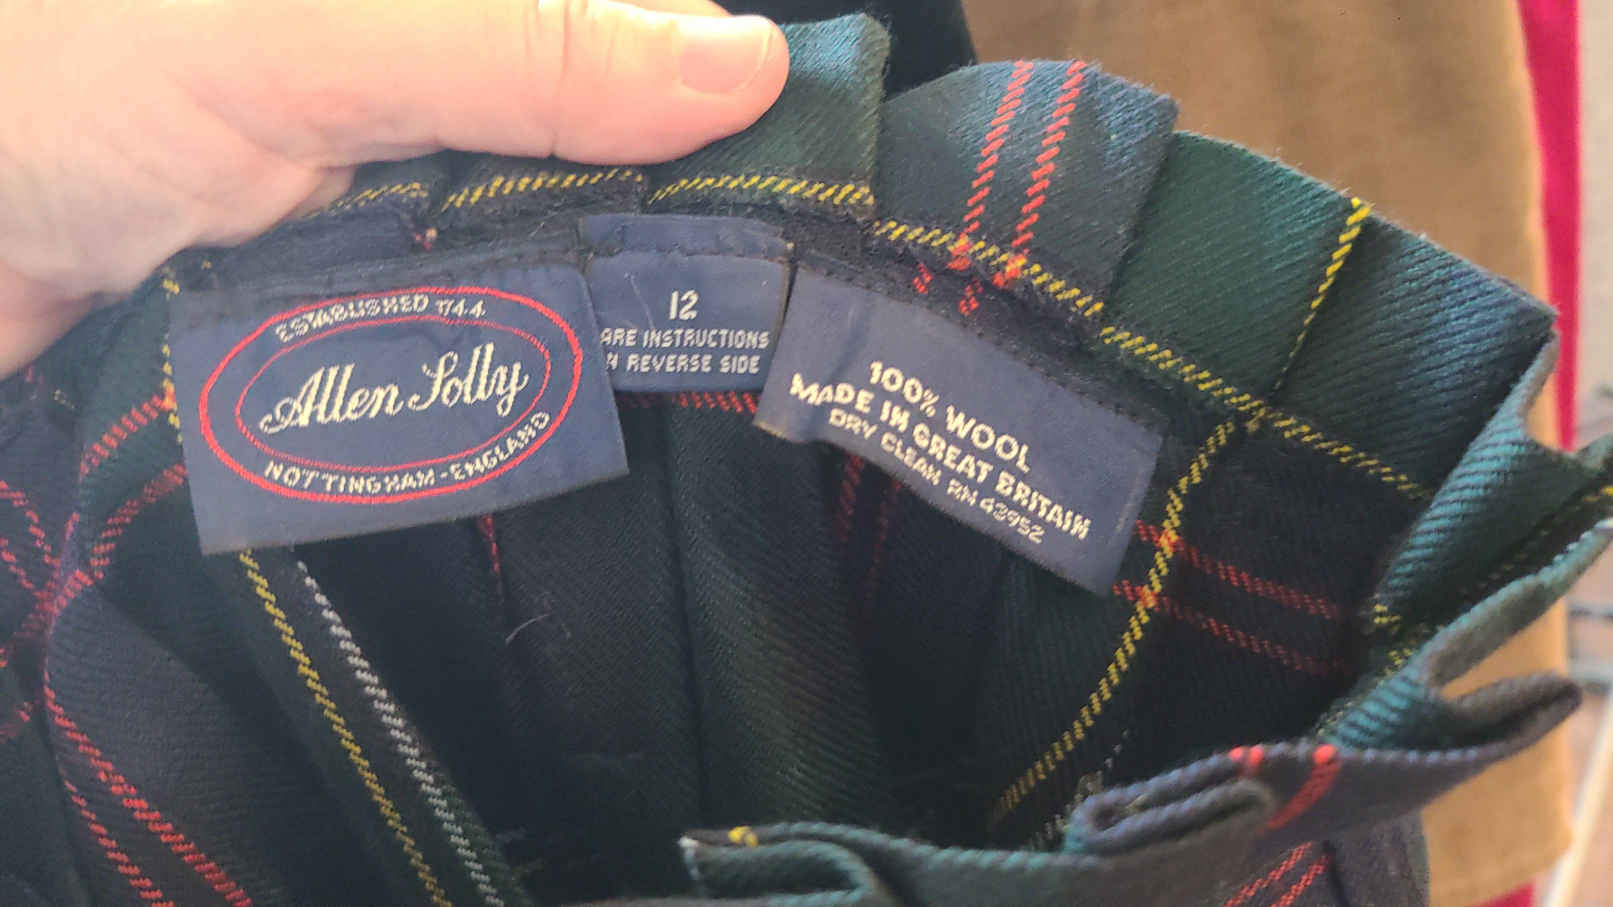 ESTABLISHED 1744
Allen Solly
NOTTINGHAM-ENGLAND
12
ARE INSTRUCTIONS
N REVERSE SIDE
100% WOOL
MADE IN GREAT BRITAIN
DRY CLEAN RN 43952